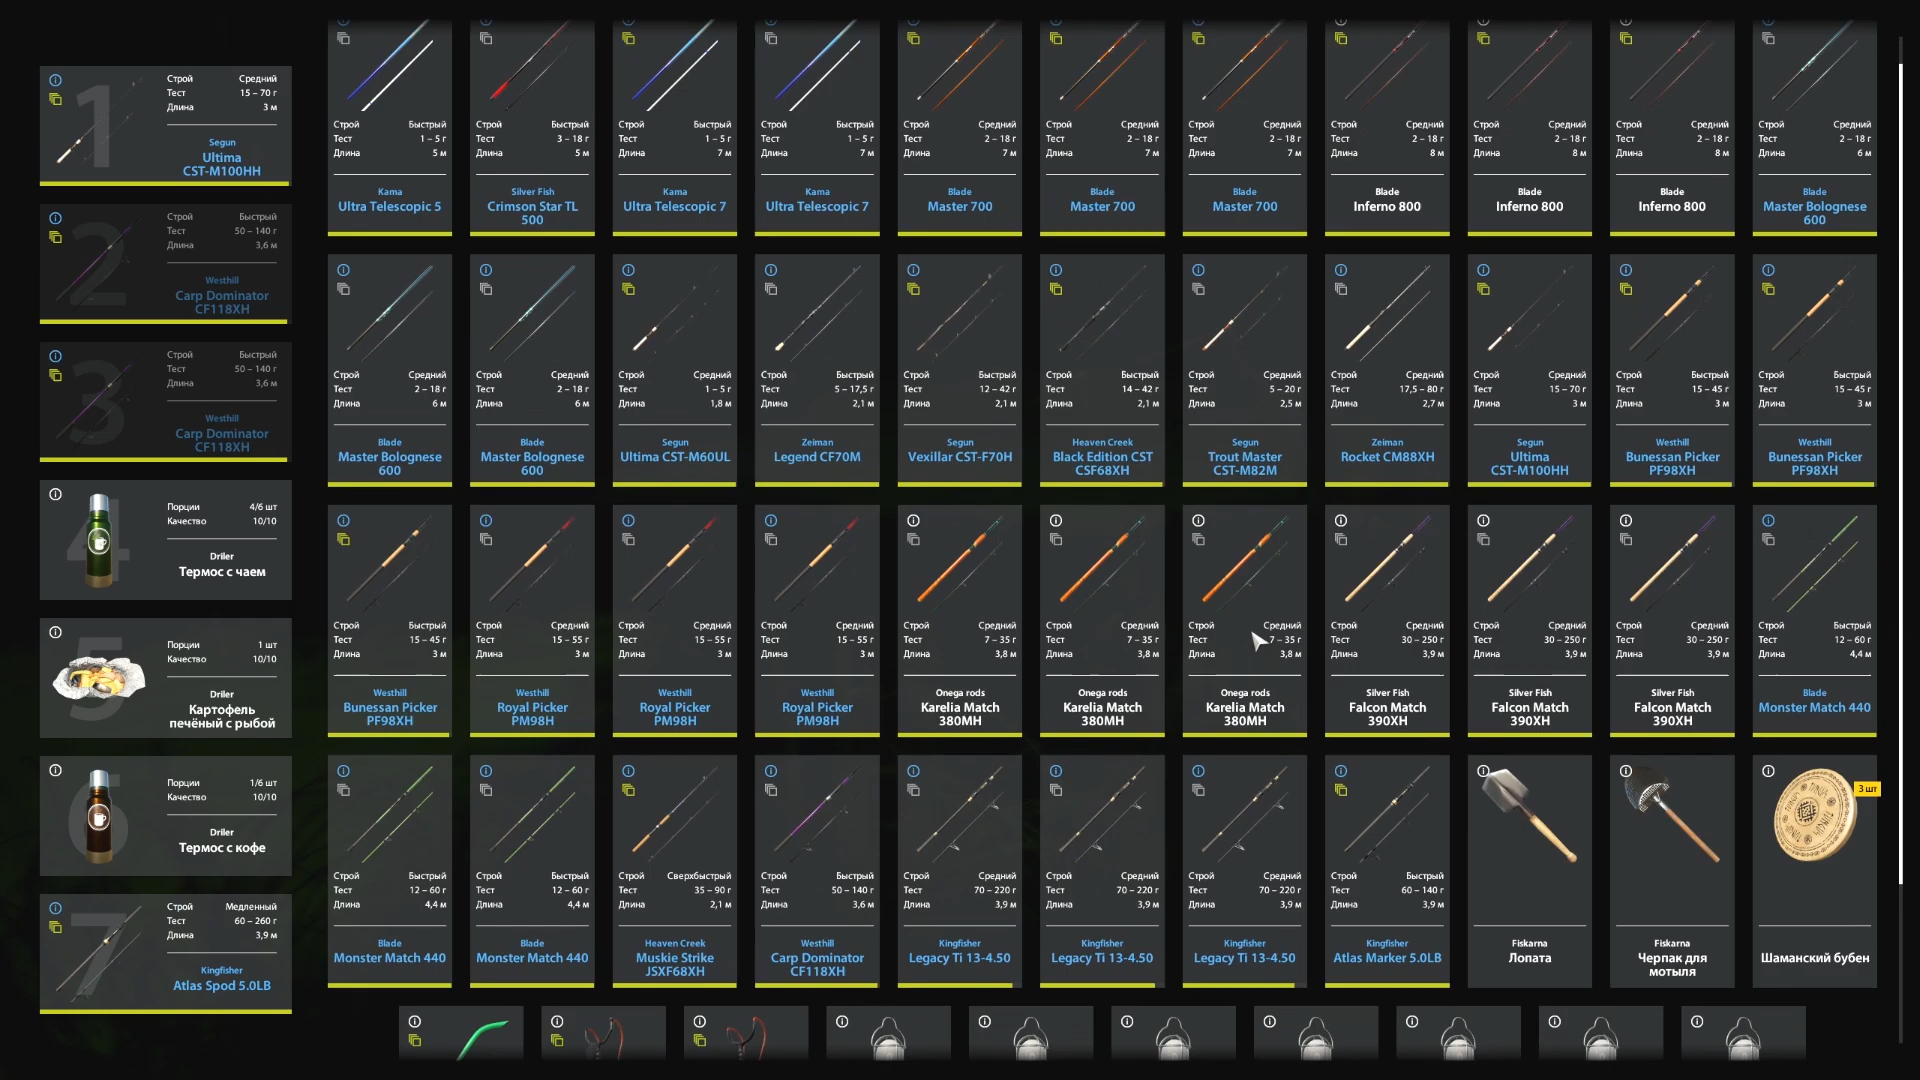 1
Строй Средний
Тест 15 – 70 г
Длина 3 м
Segun
Ultima
CST-M100HH
2
Строй Быстрый
Тест 50 – 140 г
Длина 3,6 м
Westhill
Carp Dominator
CF118XH
3
Строй Быстрый
Тест 50 – 140 г
Длина 3,6 м
Westhill
Carp Dominator
CF118XH
4
Порции 4/6 шт
Качество 10/10
Driler
Термос с чаем
5
Порции 1 шт
Качество 10/10
Driler
Картофель
печёный с рыбой
6
Порции 1/6 шт
Качество 10/10
Driler
Термос с кофе
7
Строй Медленный
Тест 60 – 260 г
Длина 3,9 м
Kingfisher
Atlas Spod 5.0LB
Строй Быстрый
Тест 1 – 5 г
Длина 5 м
Kama
Ultra Telescopic 5
Строй Быстрый
Тест 3 – 18 г
Длина 5 м
Silver Fish
Crimson Star TL
500
Строй Быстрый
Тест 1 – 5 г
Длина 7 м
Kama
Ultra Telescopic 7
Строй Быстрый
Тест 1 – 5 г
Длина 7 м
Kama
Ultra Telescopic 7
Строй Средний
Тест 2 – 18 г
Длина 7 м
Blade
Master 700
Строй Средний
Тест 2 – 18 г
Длина 7 м
Blade
Master 700
Строй Средний
Тест 2 – 18 г
Длина 7 м
Blade
Master 700
Строй Средний
Тест 2 – 18 г
Длина 8 м
Blade
Inferno 800
Строй Средний
Тест 2 – 18 г
Длина 8 м
Blade
Inferno 800
Строй Средний
Тест 2 – 18 г
Длина 8 м
Blade
Inferno 800
Строй Средний
Тест 2 – 18 г
Длина 6 м
Blade
Master Bolognese
600
Строй Средний
Тест 2 – 18 г
Длина 6 м
Blade
Master Bolognese
600
Строй Средний
Тест 2 – 18 г
Длина 6 м
Blade
Master Bolognese
600
Строй Средний
Тест 1 – 5 г
Длина 1,8 м
Segun
Ultima CST-M60UL
Строй Быстрый
Тест 5 – 17,5 г
Длина 2,1 м
Zeiman
Legend CF70M
Строй Быстрый
Тест 12 – 42 г
Длина 2,1 м
Segun
Vexillar CST-F70H
Строй Быстрый
Тест 14 – 42 г
Длина 2,1 м
Heaven Creek
Black Edition CST
CSF68XH
Строй Средний
Тест 5 – 20 г
Длина 2,5 м
Segun
Trout Master
CST-M82M
Строй Средний
Тест 17,5 – 80 г
Длина 2,7 м
Zeiman
Rocket CM88XH
Строй Средний
Тест 15 – 70 г
Длина 3 м
Segun
Ultima
CST-M100HH
Строй Быстрый
Тест 15 – 45 г
Длина 3 м
Westhill
Bunessan Picker
PF98XH
Строй Быстрый
Тест 15 – 45 г
Длина 3 м
Westhill
Bunessan Picker
PF98XH
Строй Быстрый
Тест 15 – 45 г
Длина 3 м
Westhill
Bunessan Picker
PF98XH
Строй Средний
Тест 15 – 55 г
Длина 3 м
Westhill
Royal Picker
PM98H
Строй Средний
Тест 15 – 55 г
Длина 3 м
Westhill
Royal Picker
PM98H
Строй Средний
Тест 15 – 55 г
Длина 3 м
Westhill
Royal Picker
PM98H
Строй Средний
Тест 7 – 35 г
Длина 3,8 м
Onega rods
Karelia Match
380MH
Строй Средний
Тест 7 – 35 г
Длина 3,8 м
Onega rods
Karelia Match
380MH
Строй Средний
Тест 7 – 35 г
Длина 3,8 м
Onega rods
Karelia Match
380MH
Строй Средний
Тест 30 – 250 г
Длина 3,9 м
Silver Fish
Falcon Match
390XH
Строй Средний
Тест 30 – 250 г
Длина 3,9 м
Silver Fish
Falcon Match
390XH
Строй Средний
Тест 30 – 250 г
Длина 3,9 м
Silver Fish
Falcon Match
390XH
Строй Быстрый
Тест 12 – 60 г
Длина 4,4 м
Blade
Monster Match 440
Строй Быстрый
Тест 12 – 60 г
Длина 4,4 м
Blade
Monster Match 440
Строй Быстрый
Тест 12 – 60 г
Длина 4,4 м
Blade
Monster Match 440
Строй Сверхбыстрый
Тест 35 – 90 г
Длина 2,1 м
Heaven Creek
Muskie Strike
JSXF68XH
Строй Быстрый
Тест 50 – 140 г
Длина 3,6 м
Westhill
Carp Dominator
CF118XH
Строй Средний
Тест 70 – 220 г
Длина 3,9 м
Kingfisher
Legacy Ti 13-4.50
Строй Средний
Тест 70 – 220 г
Длина 3,9 м
Kingfisher
Legacy Ti 13-4.50
Строй Средний
Тест 70 – 220 г
Длина 3,9 м
Kingfisher
Legacy Ti 13-4.50
Строй Быстрый
Тест 60 – 140 г
Длина 3,9 м
Kingfisher
Atlas Marker 5.0LB
Fiskarna
Лопата
Fiskarna
Черпак для
мотыля
3 шт
Шаманский бубен